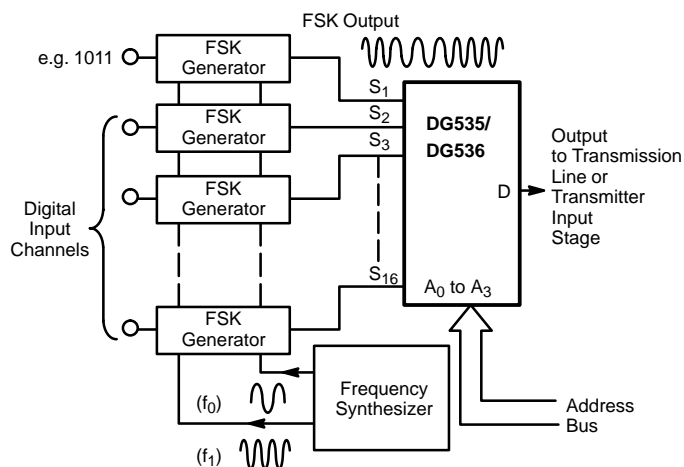 FSK Output
e.g. 1011
FSK
Generator
S1
FSK
Generator
S2
S3
DG535/
DG536
FSK
Generator
D
Output
to Transmission
Line or
Transmitter
Input
Stage
Digital
Input
Channels
S16
A0 to A3
FSK
Generator
Frequency
Synthesizer
(f0)
(f1)
Address
Bus